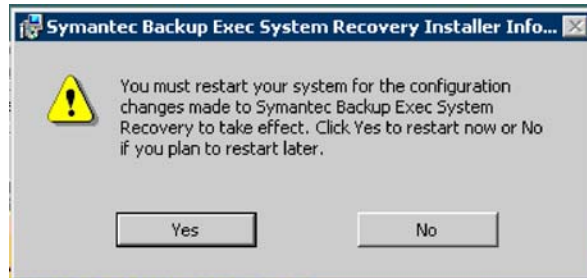 Symantec Backup Exec System Recovery Installer Info...
You must restart your system for the configuration
changes made to Symantec Backup Exec System
Recovery to take effect. Click Yes to restart now or No
if you plan to restart later.
Yes
No